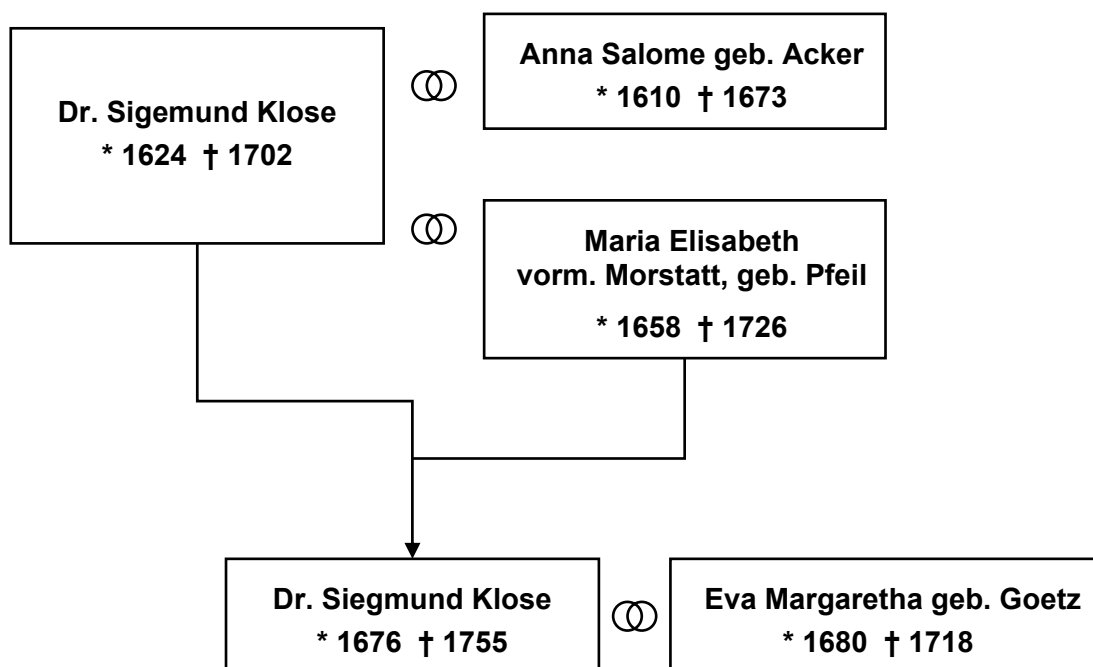 Dr. Sigemund Klose
* 1624 † 1702
Anna Salome geb. Acker
* 1610 † 1673
Maria Elisabeth
vorm. Morstatt, geb. Pfeil
* 1658 † 1726
Dr. Siegmund Klose
* 1676 † 1755
Eva Margaretha geb. Goetz
* 1680 † 1718